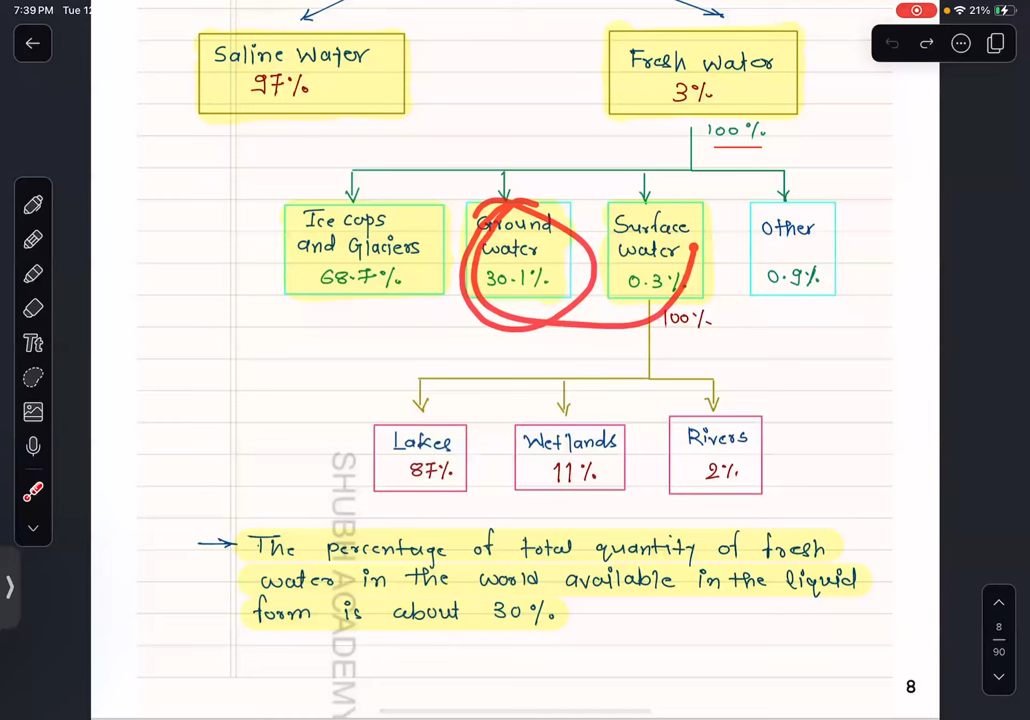 7:39 PM Tue 12
21%
Saline Water
97%
Fresh Water
3%
100%
Ice caps
and Glaciers
68.7%
Ground
water
30.1%
Surface
water
0.3%
Other
0.9%
100%
Lakes
87%
Wetlands
11%
Rivers
2%
The percentage of total quantity of fresh
water in the world available in the liquid
form is about 30%.
SHUBH ACADEMY
Tt
8
90
8